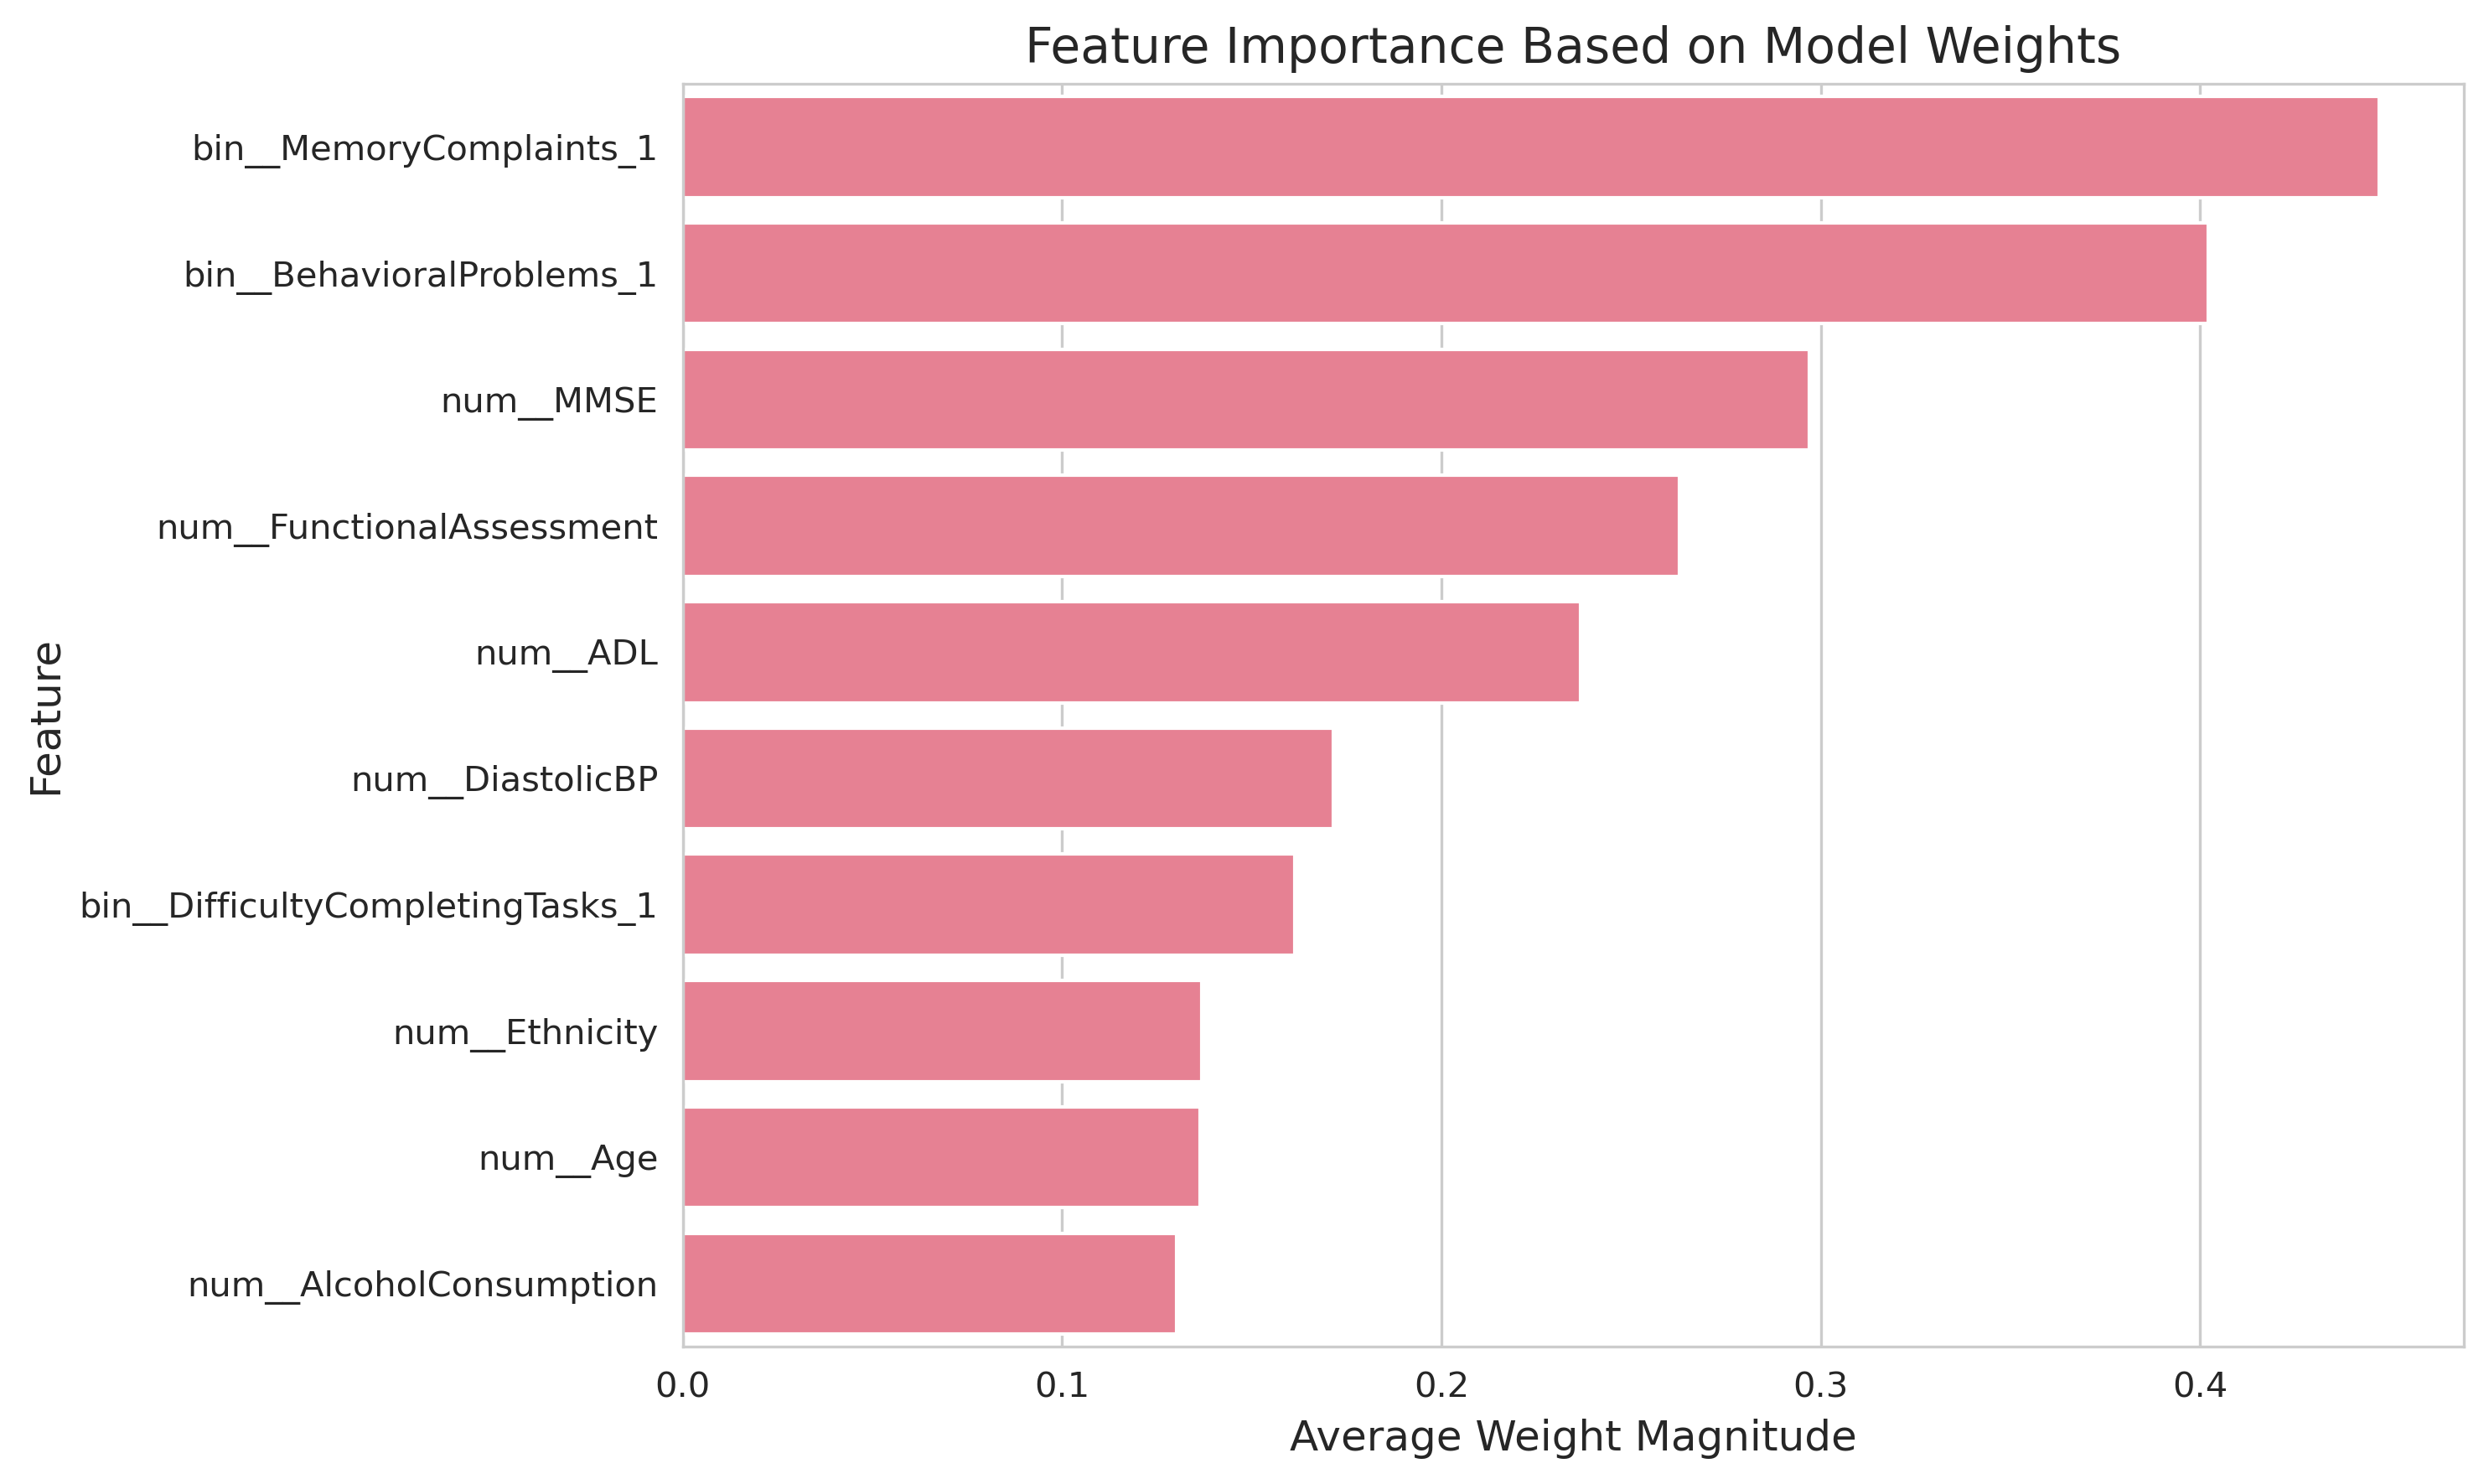 Feature Importance Based on Model Weights
Feature
bin__MemoryComplaints_1
bin__BehavioralProblems_1
num__MMSE
num__FunctionalAssessment
num__ADL
num__DiastolicBP
bin__DifficultyCompletingTasks_1
num__Ethnicity
num__Age
num__AlcoholConsumption
0.0 0.1 0.2 0.3 0.4
Average Weight Magnitude